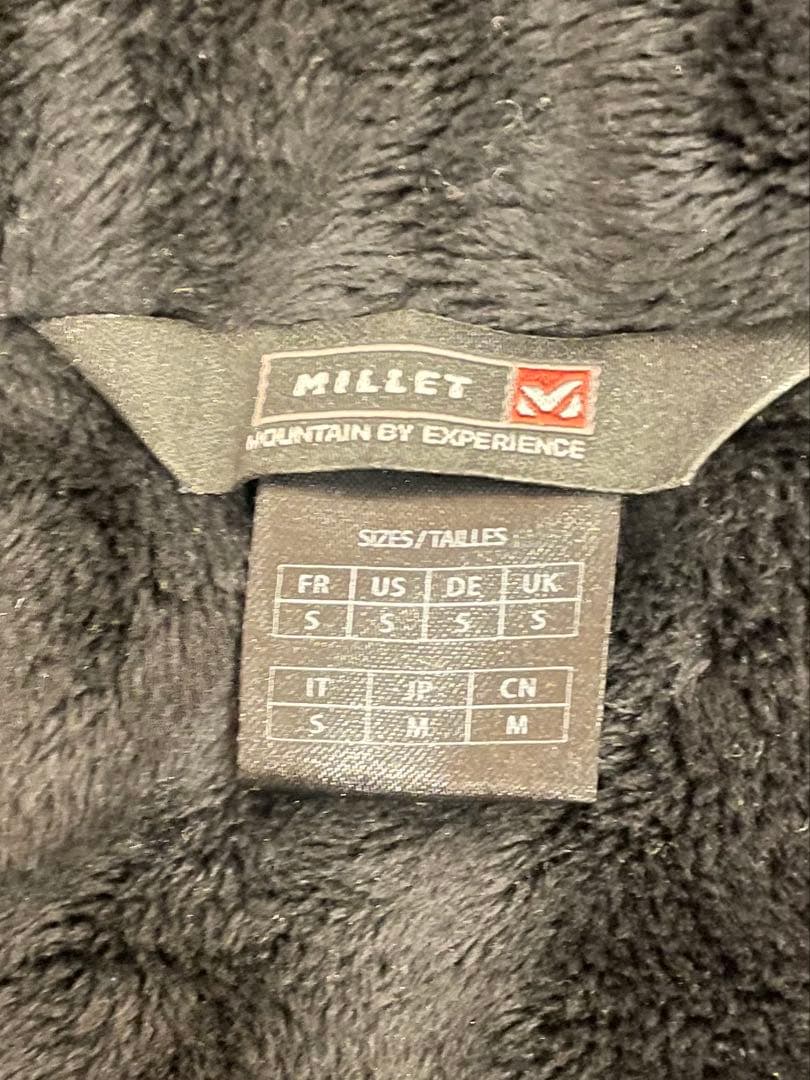 MILLET
MOUNTAIN BY EXPERIENCE
SIZES/TAILLES
FR US DE UK
S S S S
IT JP CN
S M M